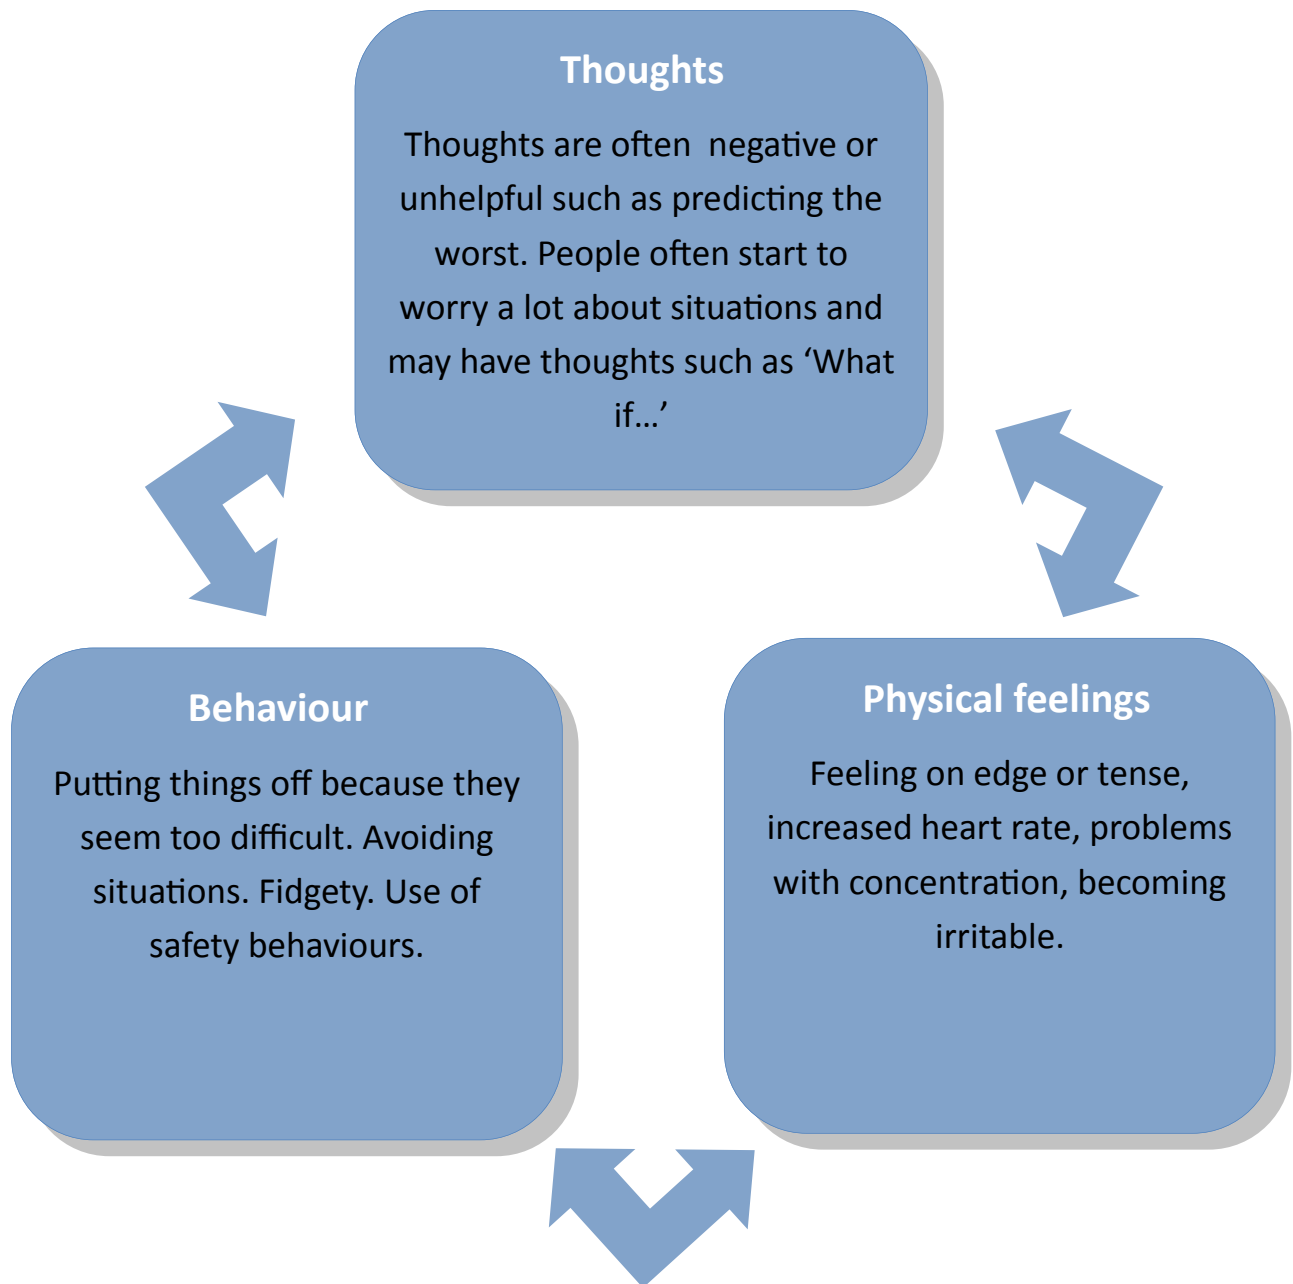 Thoughts
Thoughts are often  negative or
unhelpful such as predicting the
worst. People often start to
worry a lot about situations and
may have thoughts such as ‘What
if…’
Behaviour
Putting things off because they
seem too difficult. Avoiding
situations. Fidgety. Use of
safety behaviours.
Physical feelings
Feeling on edge or tense,
increased heart rate, problems
with concentration, becoming
irritable.